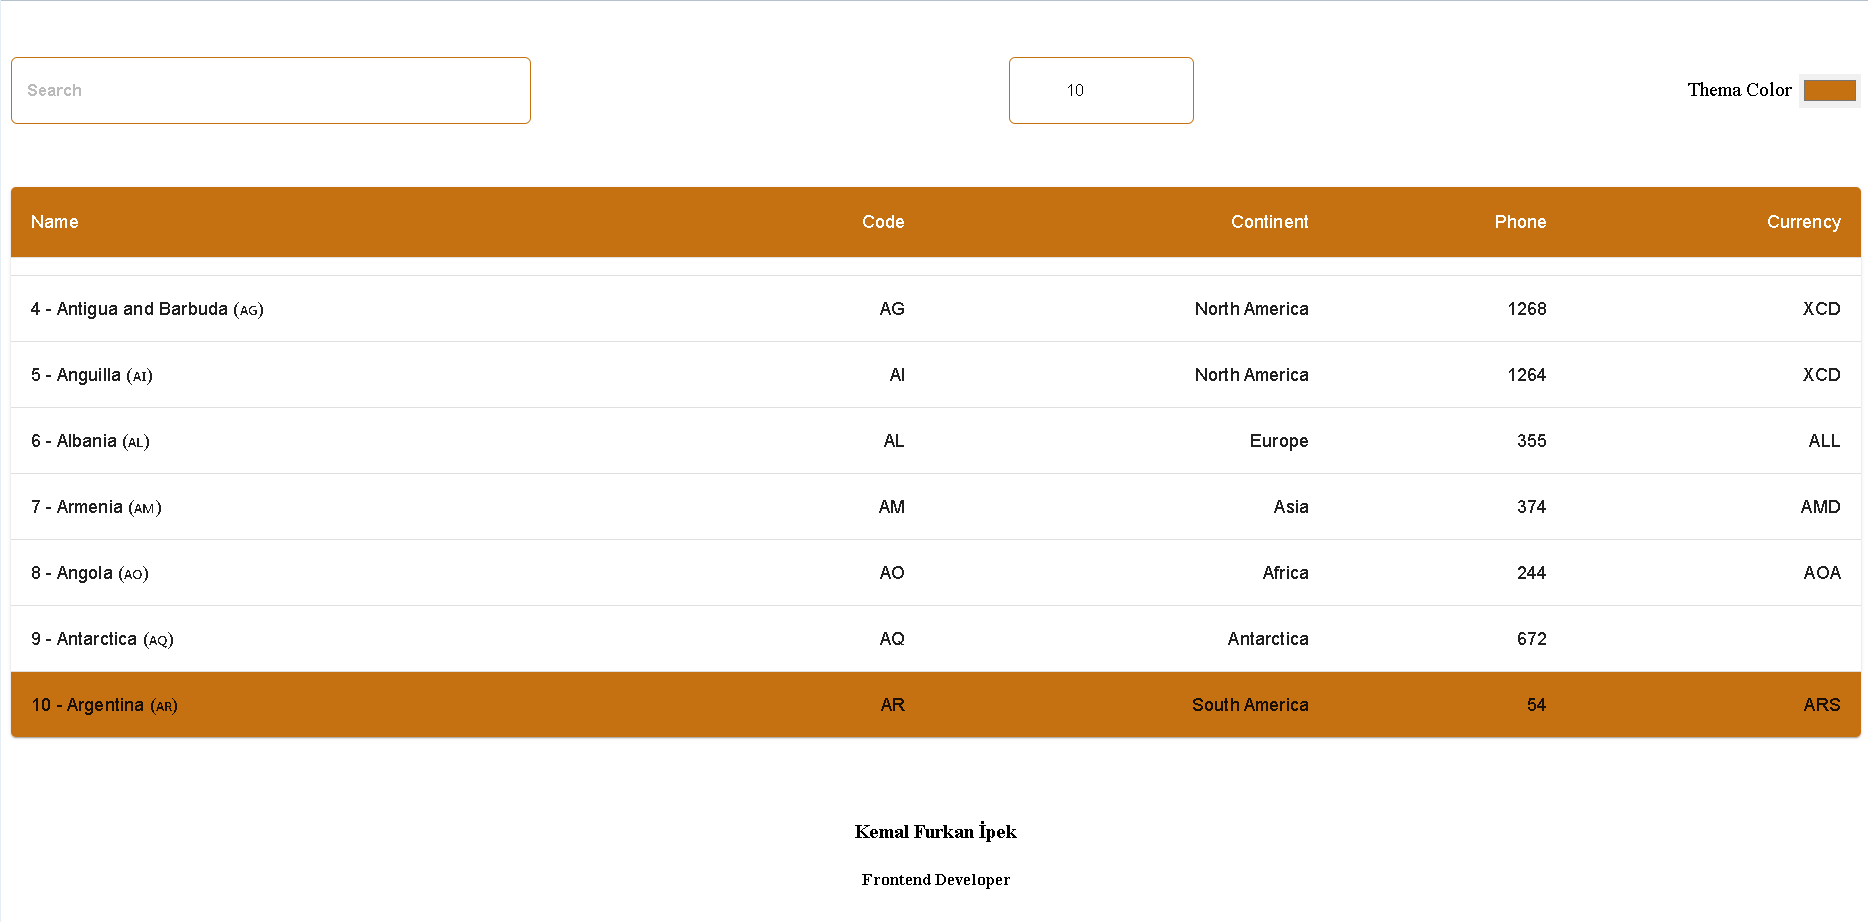 Search 10 Thema Color
Name Code Continent Phone Currency
4 - Antigua and Barbuda (AG) AG North America 1268 XCD
5 - Anguilla (AI) AI North America 1264 XCD
6 - Albania (AL) AL Europe 355 ALL
7 - Armenia (AM) AM Asia 374 AMD
8 - Angola (AO) AO Africa 244 AOA
9 - Antarctica (AQ) AQ Antarctica 672
10 - Argentina (AR) AR South America 54 ARS
Kemal Furkan İpek
Frontend Developer